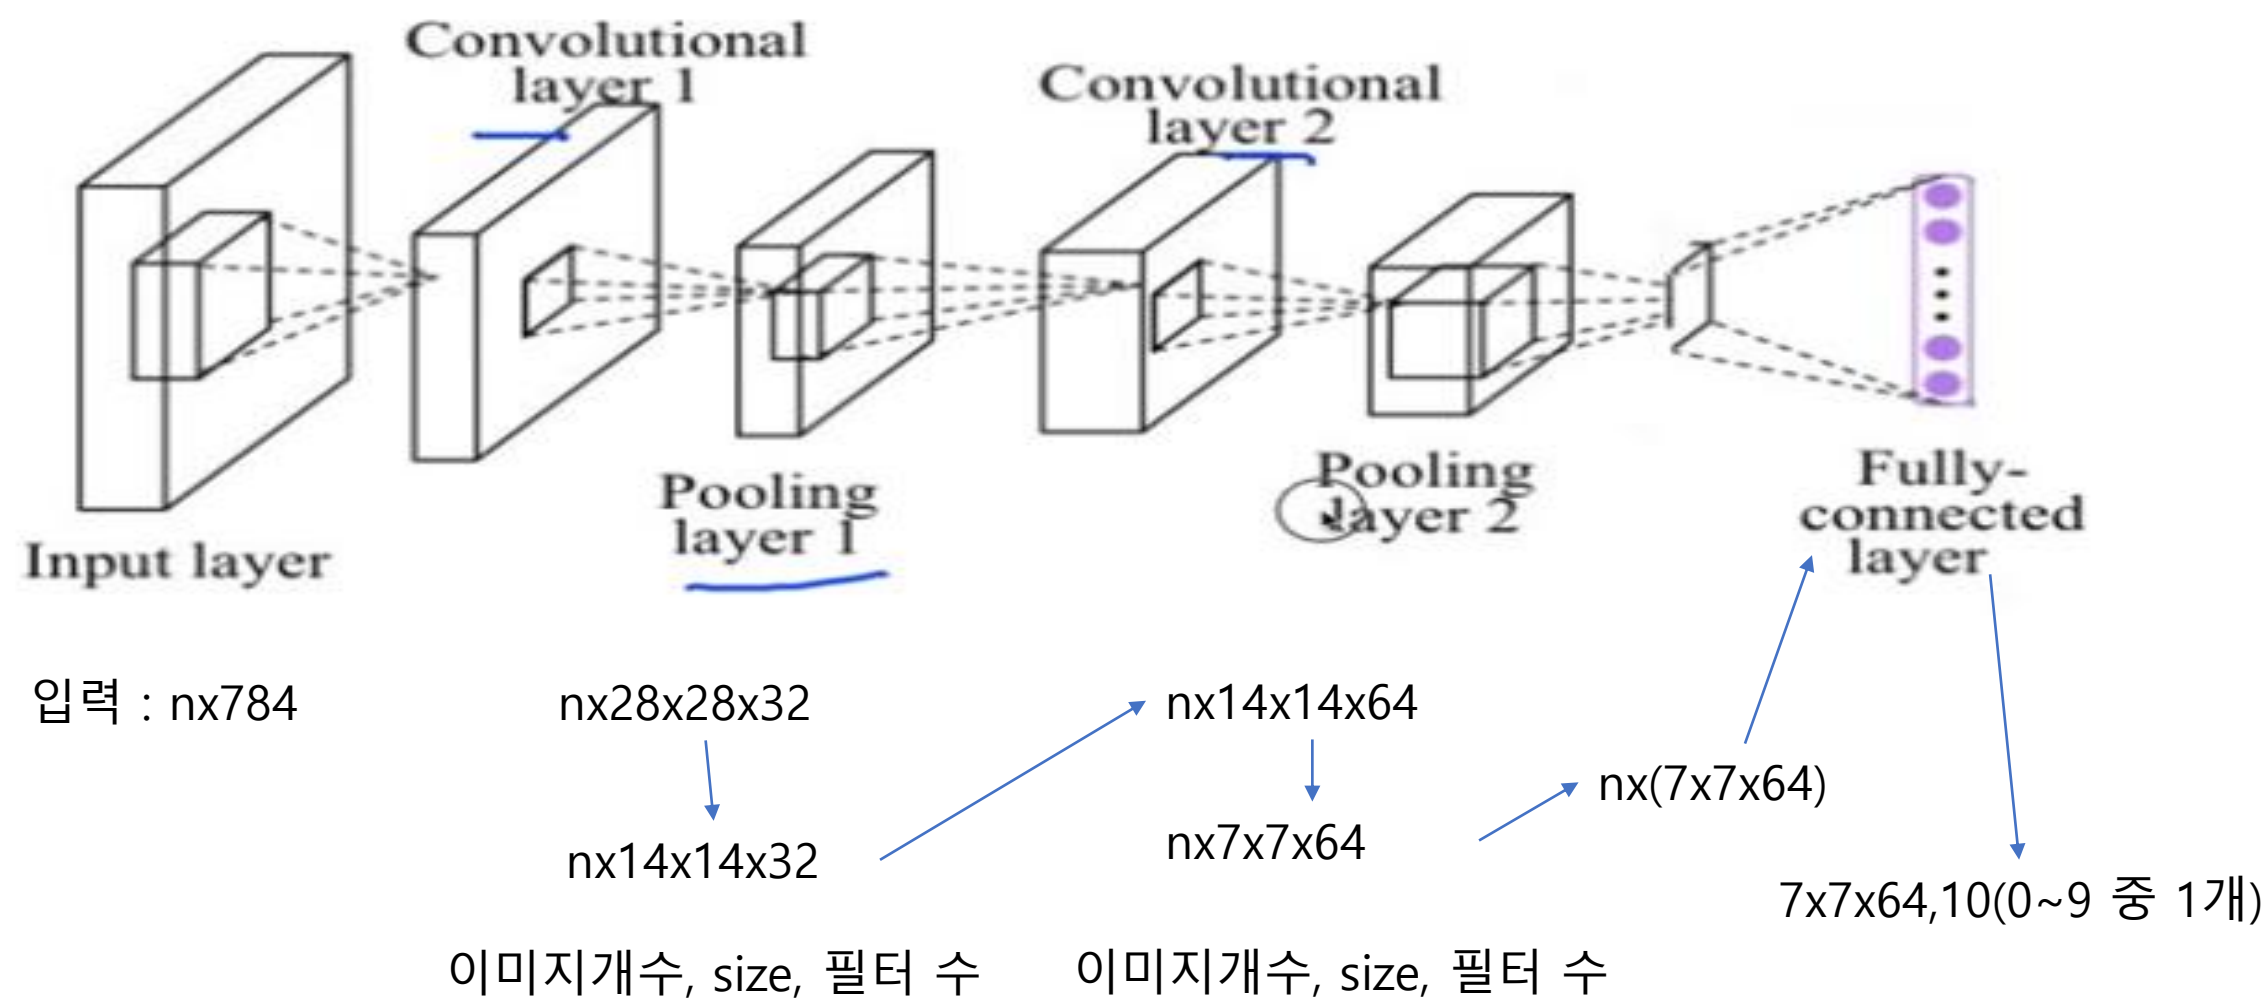 Convolutional
layer 1
Convolutional
layer 2
Pooling
layer 1
Pooling
layer 2
Fully-
connected
layer
Input layer
입력 : nx784
nx28x28x32
nx14x14x64
nx(7x7x64)
nx14x14x32
nx7x7x64
7x7x64,10(0~9 중 1개)
이미지개수, size, 필터 수
이미지개수, size, 필터 수